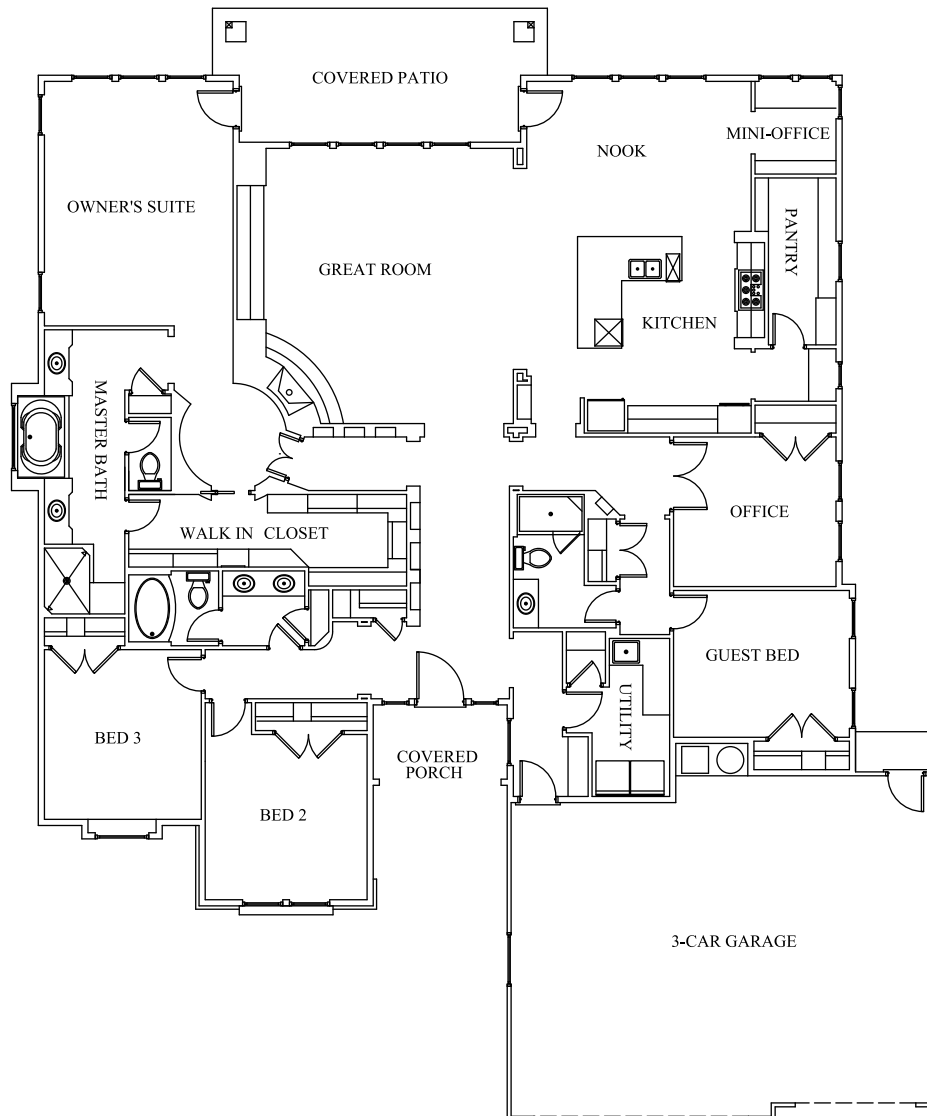 COVERED PATIO
MINI-OFFICE
NOOK
OWNER'S SUITE
PANTRY
GREAT ROOM
KITCHEN
MASTER BATH
OFFICE
WALK IN CLOSET
GUEST BED
UTILITY
BED 3
COVERED
PORCH
BED 2
3-CAR GARAGE